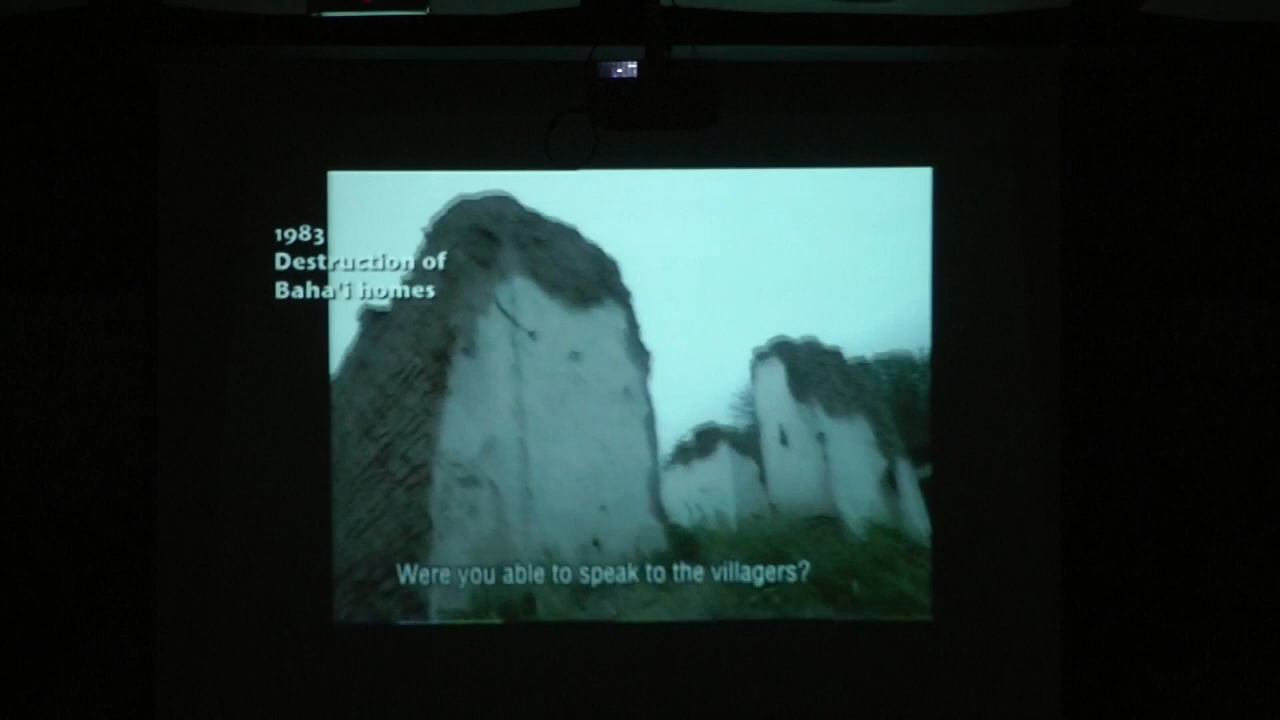 1983
Destruction of
Baha'i homes
Were you able to speak to the villagers?